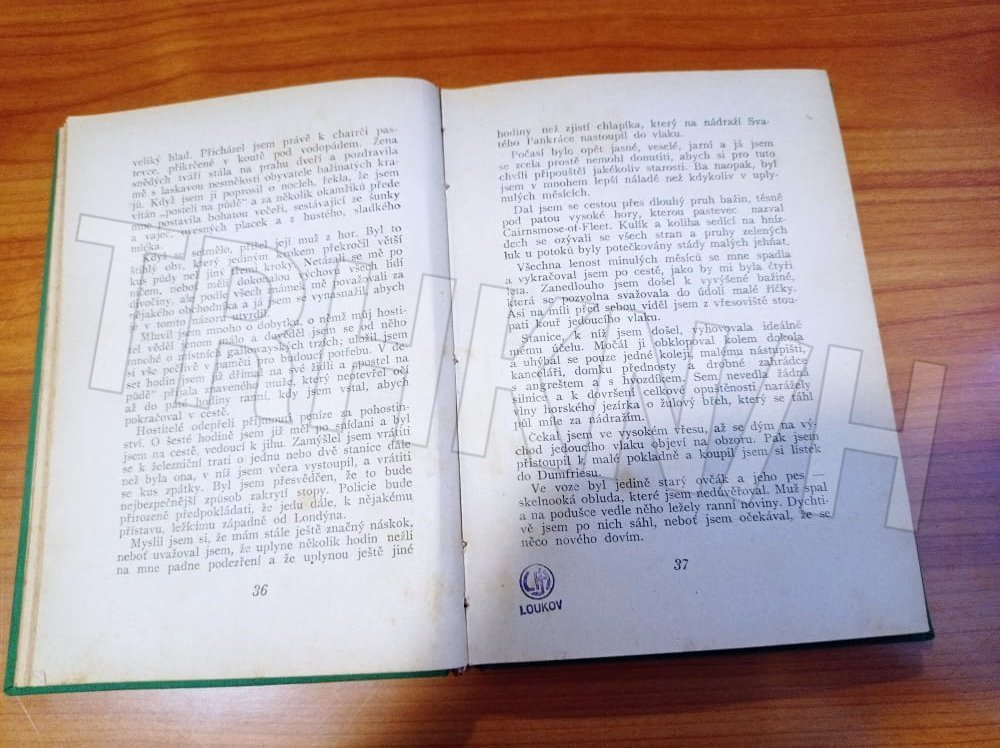 veliký hlad. Přicházel jsem právě k chatrči pas-
tevce, přikrčené v koutě pod vodopádem. Žena
snědých tváří stála na prahu dveří a pozdravila
mě s laskavou nesmělostí obyvatele bažinatých kra-
jů. Když jsem ji poprosil o nocleh, řekla, že jsem
vítán „posteli na půdě“ a za několik okamžiků přede
mne postavila bohatou večeři, sestávající ze šunky
a vajec, ovesných placek a z hustého, sladkého
mléka.
Když se setmělo, přišel její muž z hor. Byl to
štíhlý obr, který jediným krokem překročil větší
kus půdy než jiný třemi kroky. Netázali se mě po
ničem, neboť měli dokonalou výchovu všech lidí
divočiny, ale podle všech známek mě považovali za
nějakého obchodníka a já jsem se vynasnažil, abych
je v tomto názoru utvrdil.
Mluvil jsem mnoho o dobytku, o němž můj hosti-
tel věděl jenom málo a dověděl jsem se od něho
mnohé o místních gallowayských trzích; uložil jsem
si vše pečlivě v paměti pro budoucí potřebu. V de-
set hodin jsem již dřímal na své židli a „postel na
půdě“ přijala znaveného muže, který neotevřel očí
až do páté hodiny ranní, kdy jsem vstal, abych
pokračoval v cestě.
Hostitelé odepřeli přijmouti peníze za pohostin-
ství. O šesté hodině jsem již měl po snídani a byl
jsem na cestě, vedoucí k jihu. Zamýšlel jsem vrátiti
se k železniční trati o jednu nebo dvě stanice dále
než byla ona, v níž jsem včera vystoupil, a vrátiti
se kus zpátky. Byl jsem přesvědčen, že to bude
nejbezpečnější způsob zakrytí stopy. Policie bude
přirozeně předpokládati, že jedu dále, k nějakému
přístavu, ležícímu západně od Londýna.
Myslil jsem si, že mám stále ještě značný náskok,
neboť uvažoval jsem, že uplyne několik hodin nežli
na mne padne podezření a že uplynou ještě jiné
36
hodiny než zjistí chlapíka, který na nádraží Sva-
tého Pankráce nastoupil do vlaku.
Počasí bylo opět jasné, veselé, jarní a já jsem
se zcela prostě nemohl donutiti, abych si pro tuto
chvíli připouštěl jakékoliv starosti. Ba naopak, byl
jsem v mnohem lepší náladě než kdykoliv v uply-
nulých měsících.
Dal jsem se cestou přes dlouhý pruh bažin, těsně
pod patou vysoké hory, kterou pastevec nazval
Cairnsmose-of-Fleet. Kulík a koliha sedící na hníz-
dech se ozývali se všech stran a pruhy zelených
luk u potoků byly potečkovány stády malých jehňat.
Všechna lenost minulých měsíců se mne spadla
a vykračoval jsem po cestě, jako by mi byla čtyři
leta. Zanedlouho jsem došel k vyvýšené bažině,
která se pozvolna svažovala do údolí malé říčky.
Asi na míli před sebou viděl jsem z vřesoviště stou-
pati kouř jedoucího vlaku.
Stanice, k níž jsem došel, vyhovovala ideálně
mému účelu. Močál ji obklopoval kolem dokola
a uhýbal se pouze jedné koleji, malému nástupišti,
kanceláři, domku přednosty a drobné zahrádce
s angreštem a s hvozdíkem. Sem nevedla žádná
silnice a k dovršení celkové opuštěnosti narážely
vlny horského jezírka o žulový břeh, který se táhl
půl míle za nádražím.
Čekal jsem ve vysokém vřesu, až se dým na vý-
chod jedoucího vlaku objeví na obzoru. Pak jsem
přistoupil k malé pokladně a koupil jsem si lístek
do Dumfriesu.
Ve voze byl jedině starý ovčák a jeho pes —
skelnooká obluda, které jsem nedůvěřoval. Muž spal
a na podušce vedle něho ležely ranní noviny. Dychti-
vě jsem po nich sáhl, neboť jsem očekával, že se
něco nového dovím.
37
LOUKOV